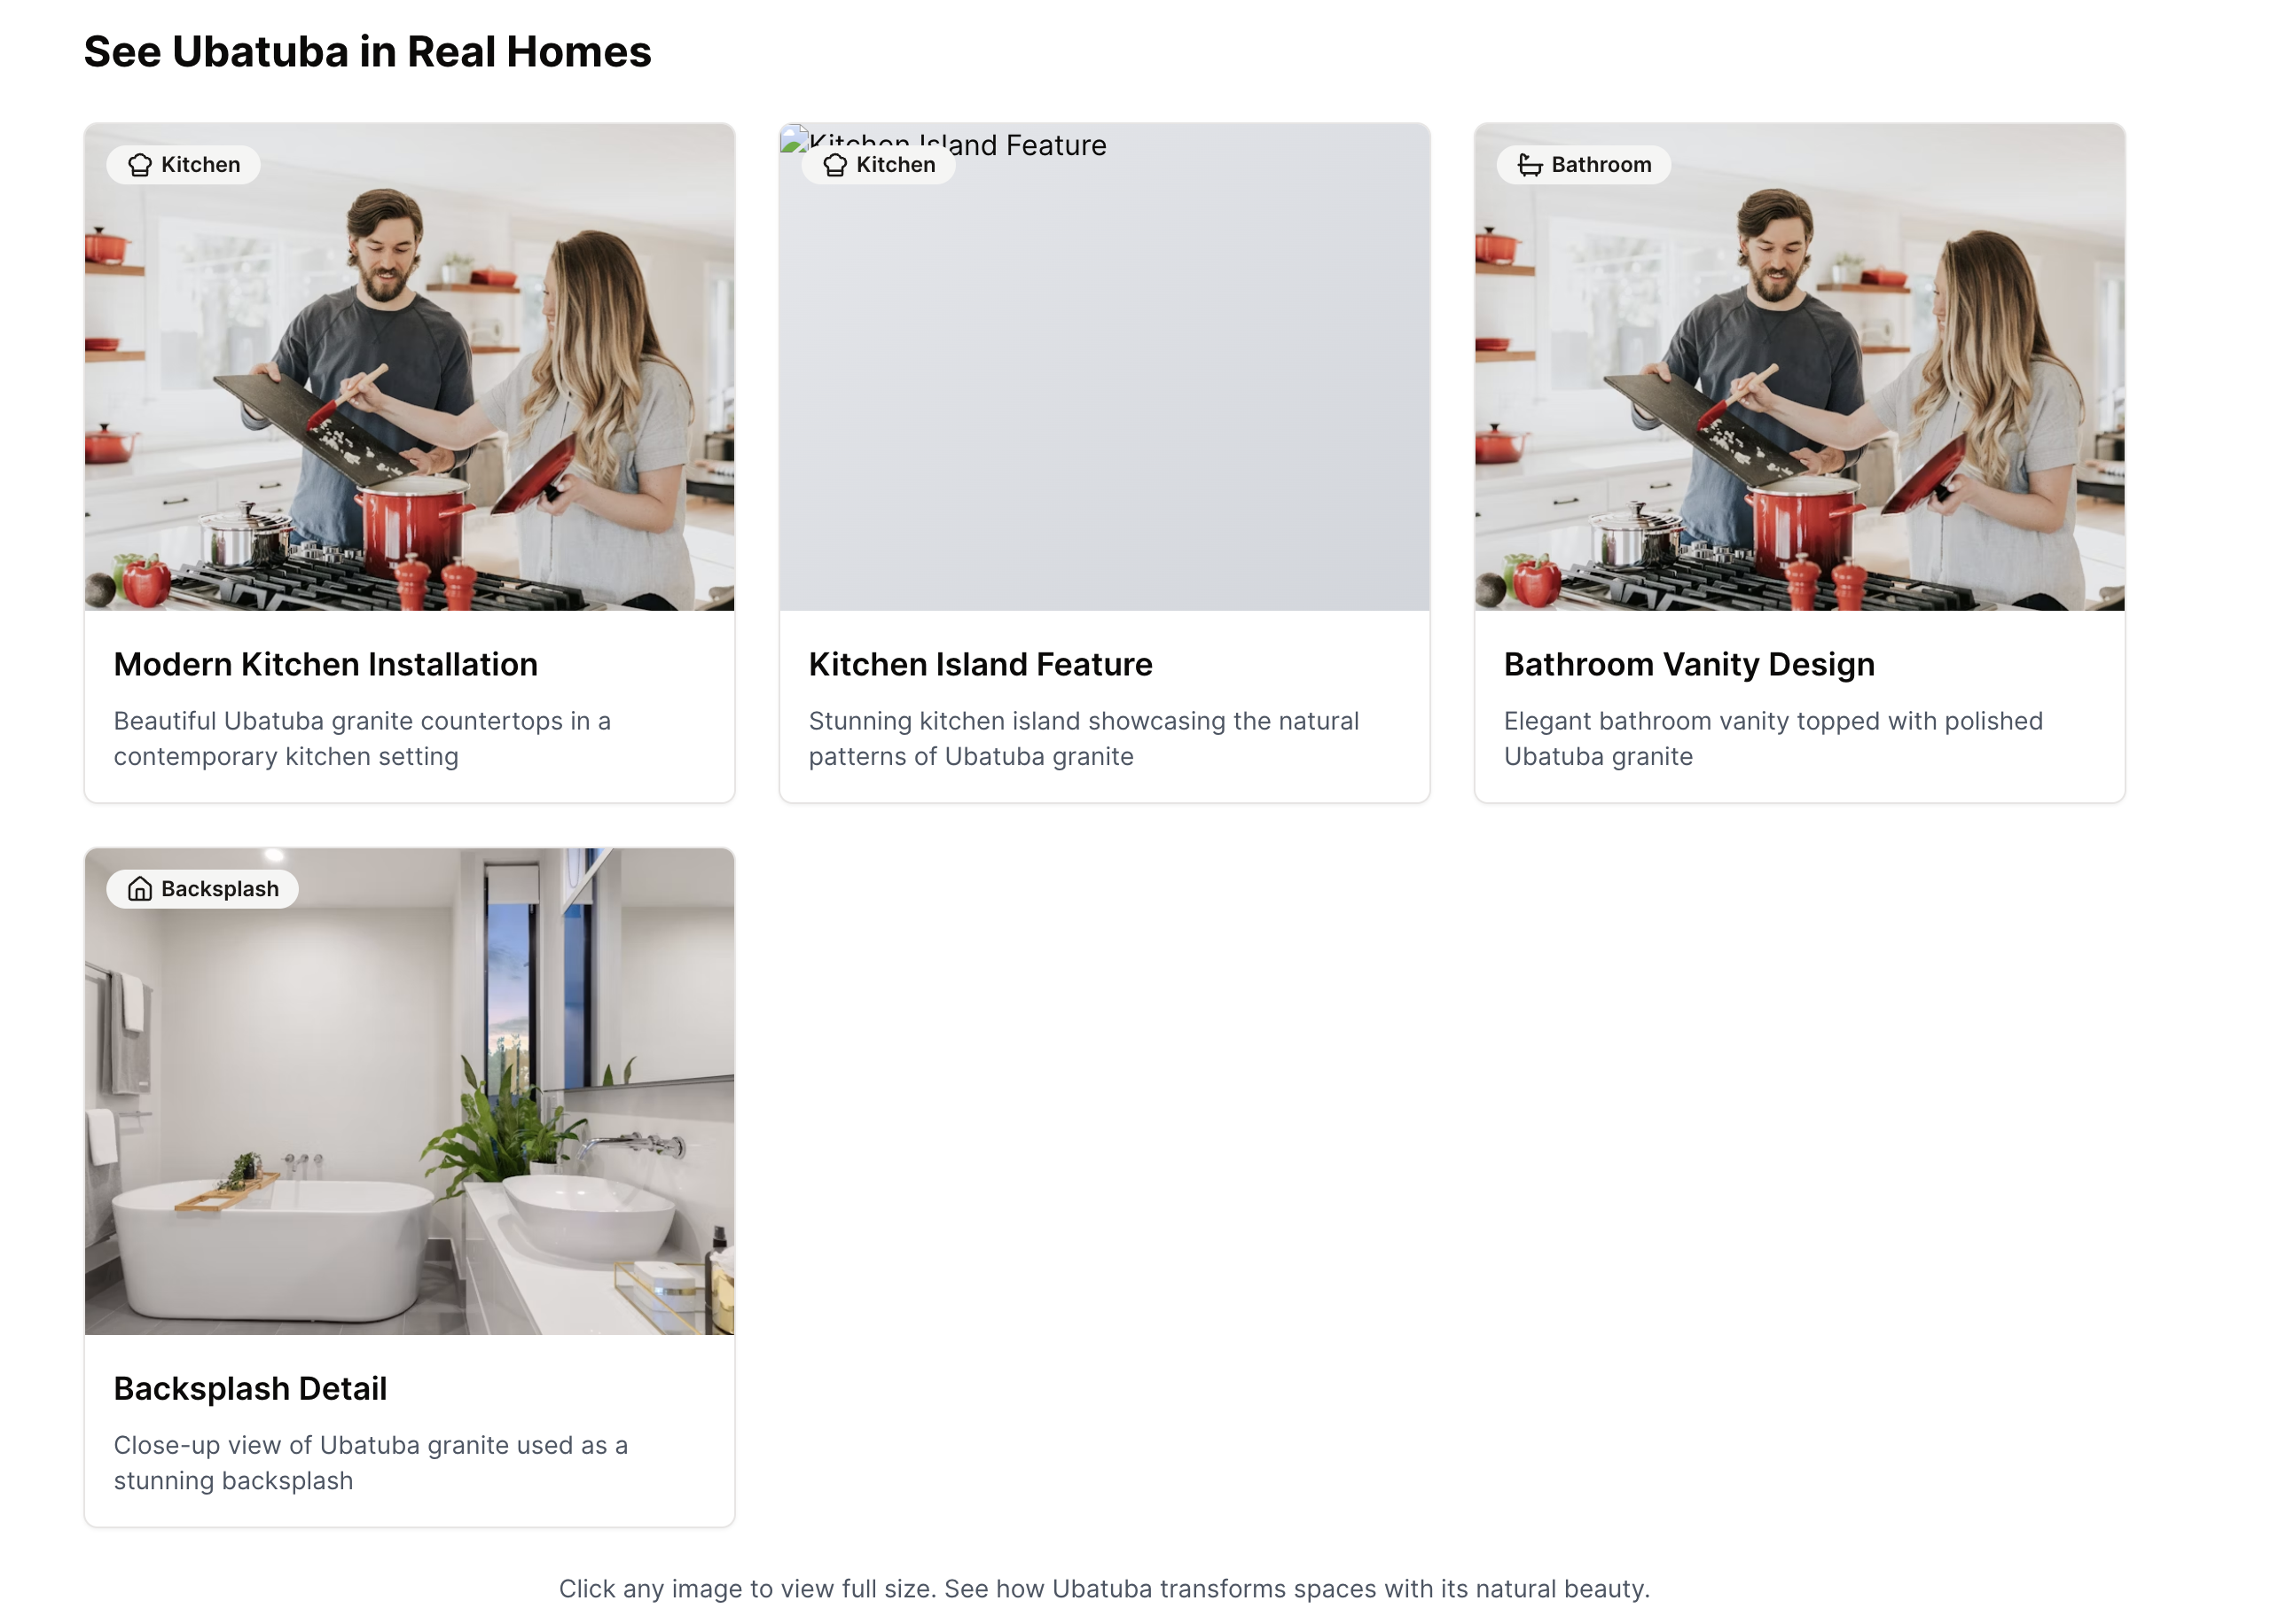 See Ubatuba in Real Homes
Kitchen
Kitchen Island Feature
Kitchen
Bathroom
Modern Kitchen Installation
Beautiful Ubatuba granite countertops in a
contemporary kitchen setting
Kitchen Island Feature
Stunning kitchen island showcasing the natural
patterns of Ubatuba granite
Bathroom Vanity Design
Elegant bathroom vanity topped with polished
Ubatuba granite
Backsplash
Backsplash Detail
Close-up view of Ubatuba granite used as a
stunning backsplash
Click any image to view full size. See how Ubatuba transforms spaces with its natural beauty.